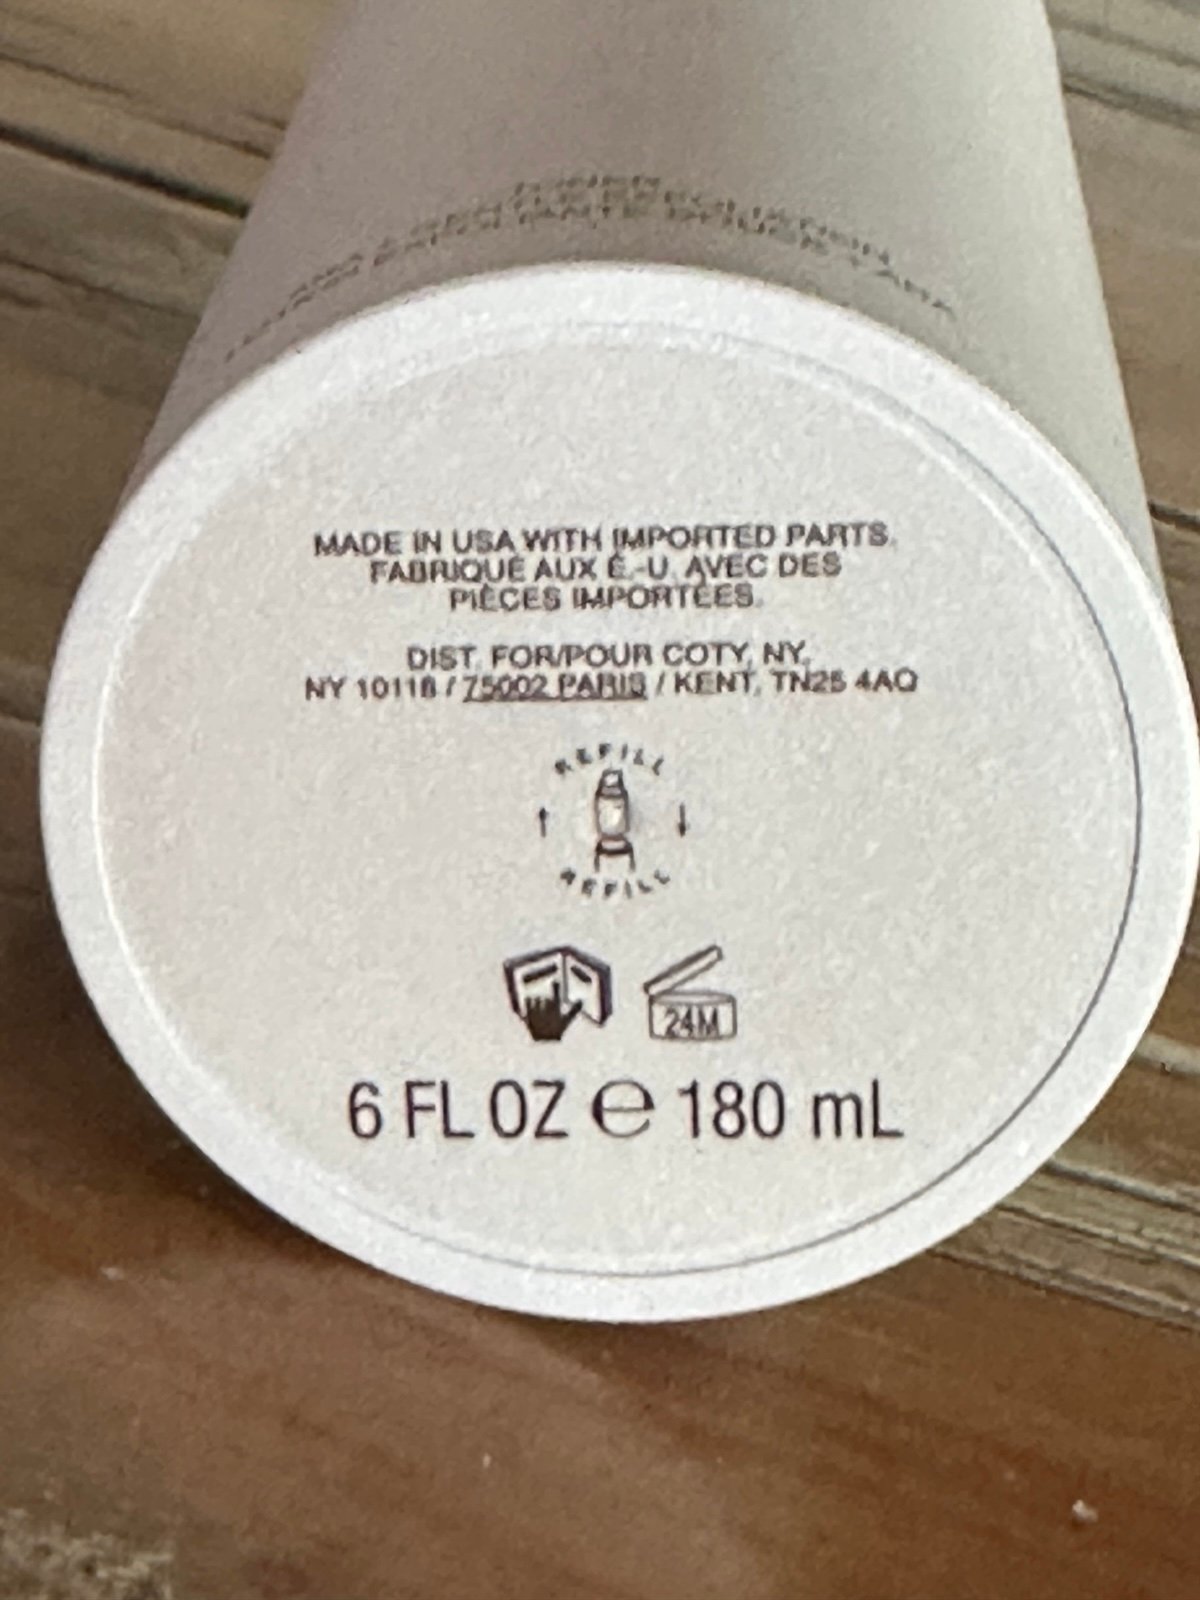 MADE IN USA WITH IMPORTED PARTS.
FABRIQUÉ AUX É.-U. AVEC DES
PIÈCES IMPORTÉES.
DIST. FOR/POUR COTY, NY,
NY 10118 / 75002 PARIS / KENT, TN25 4AQ
REFILL
REFILL
24M
6 FL OZ ℮ 180 mL